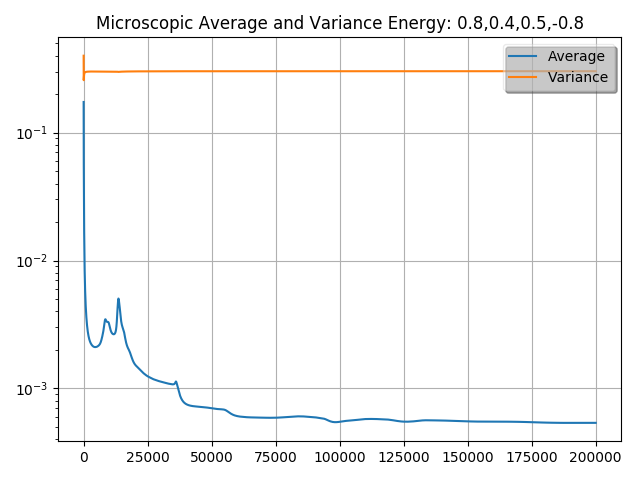 Microscopic Average and Variance Energy: 0.8,0.4,0.5,-0.8
Average
Variance
10⁻¹
10⁻²
10⁻³
0 25000 50000 75000 100000 125000 150000 175000 200000